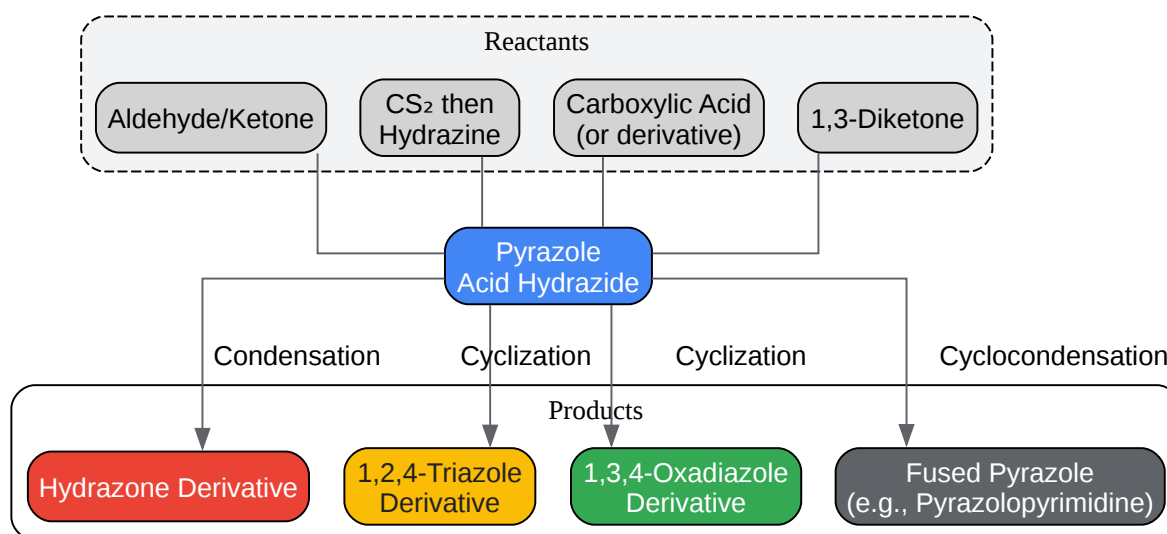 Reactants
Aldehyde/Ketone
CS₂ then
Hydrazine
Carboxylic Acid
(or derivative)
1,3-Diketone
Pyrazole
Acid Hydrazide
Condensation
Cyclization
Cyclization
Cyclocondensation
Products
Hydrazone Derivative
1,2,4-Triazole
Derivative
1,3,4-Oxadiazole
Derivative
Fused Pyrazole
(e.g., Pyrazolopyrimidine)